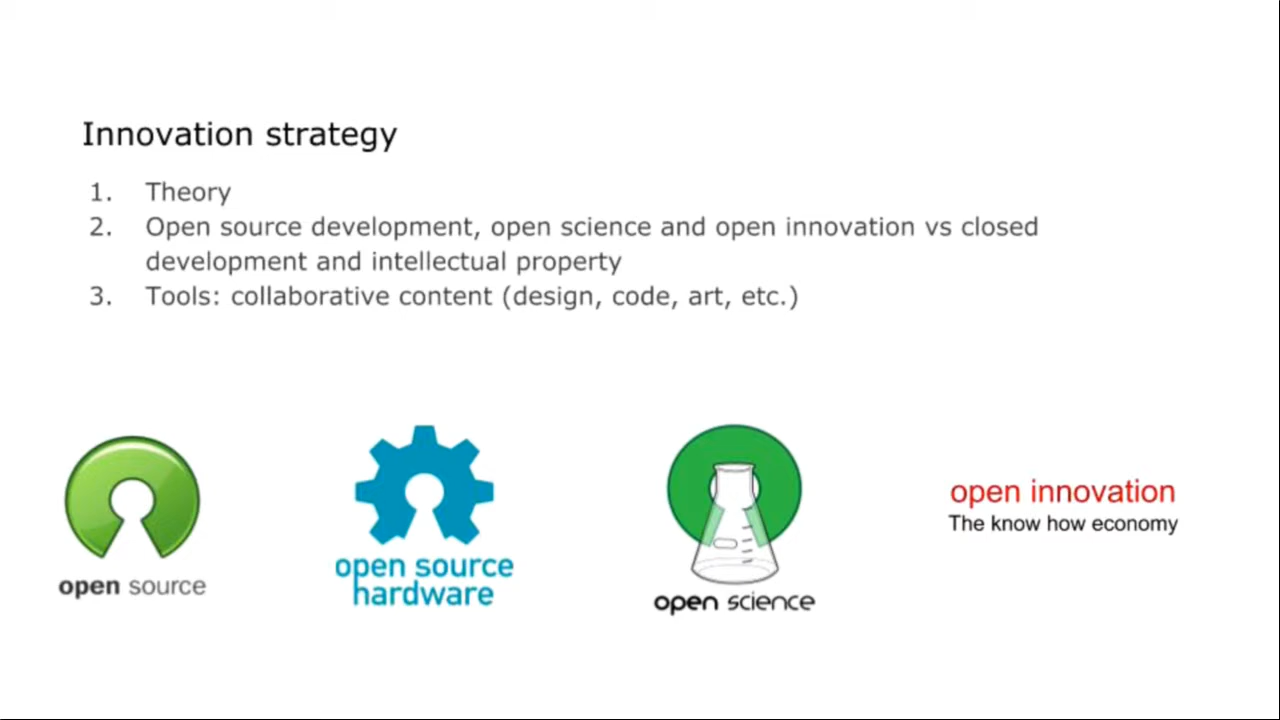 Innovation strategy
1. Theory
2. Open source development, open science and open innovation vs closed
development and intellectual property
3. Tools: collaborative content (design, code, art, etc.)
open source
open source
hardware
open science
open innovation
The know how economy